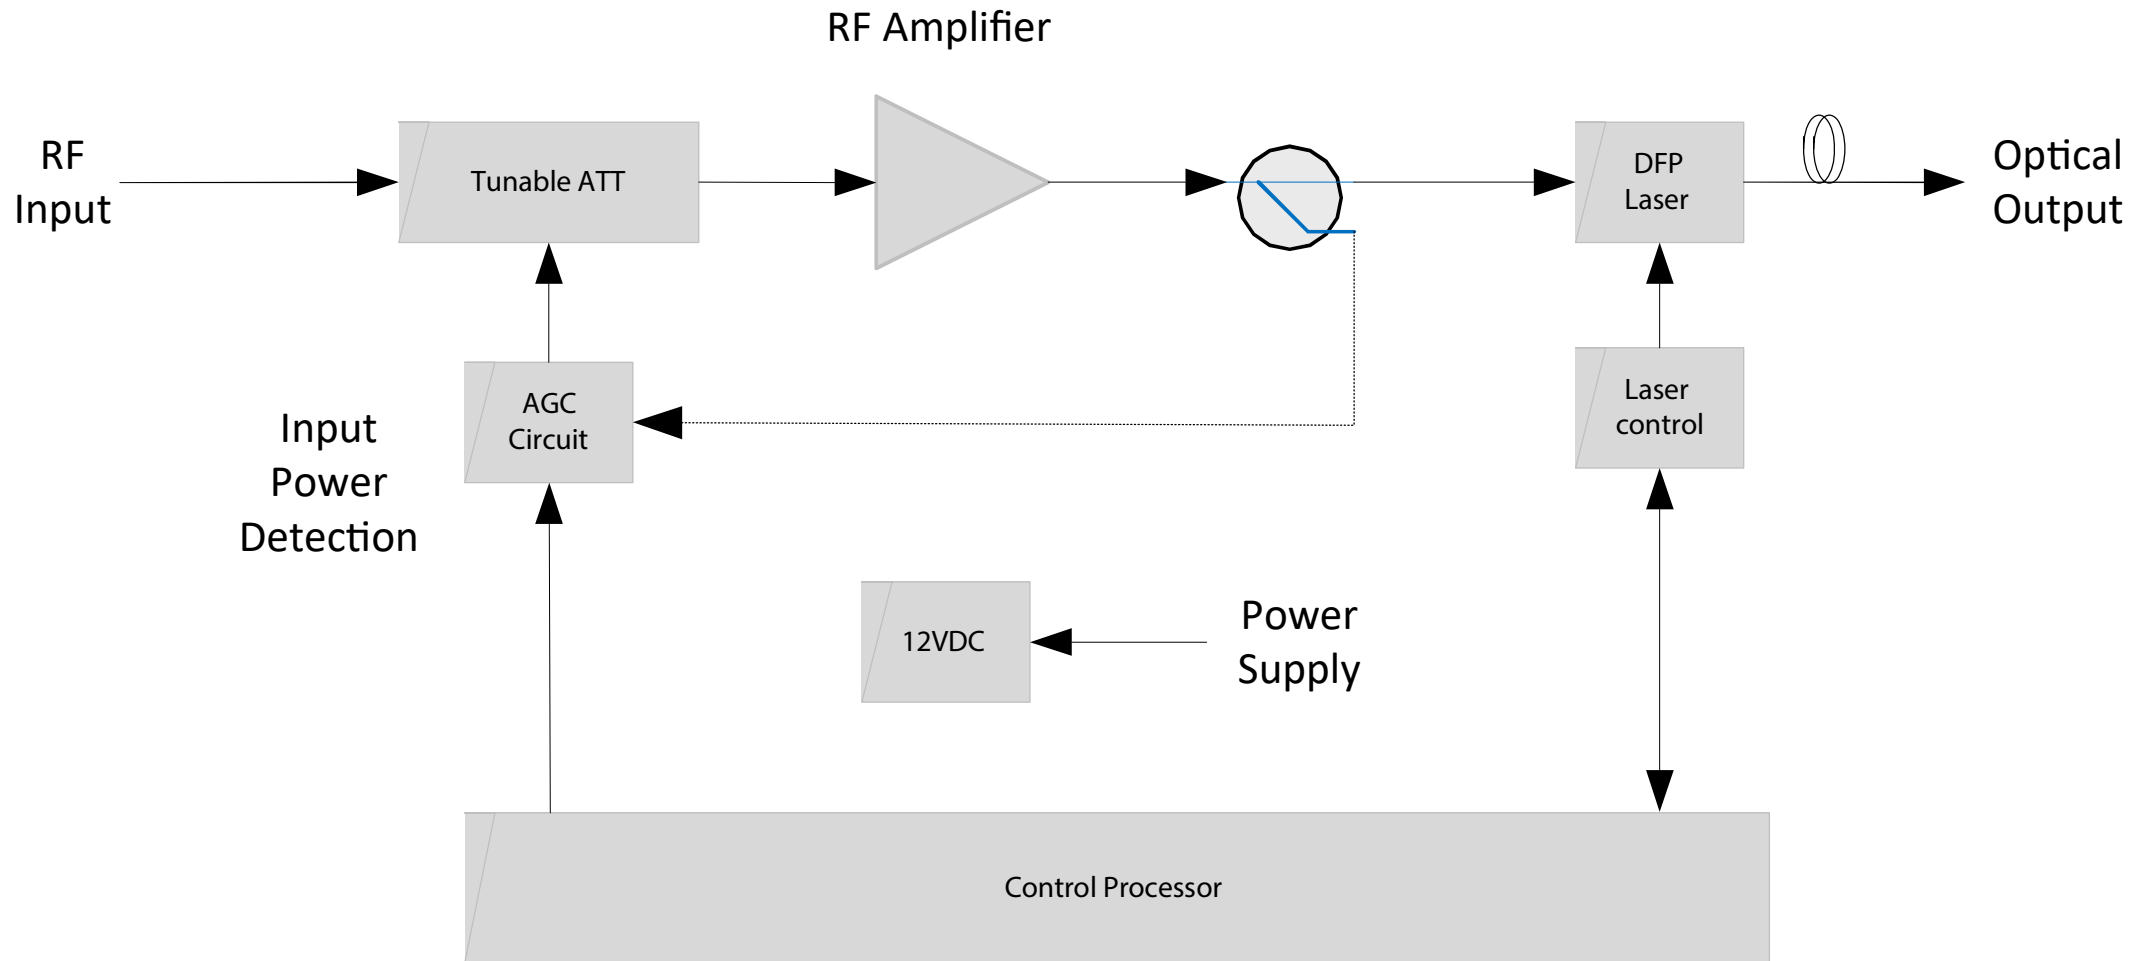 RF Amplifier
RF
Input
Tunable ATT
DFP
Laser
Optical
Output
AGC
Circuit
Laser
control
Input
Power
Detection
12VDC
Power
Supply
Control Processor